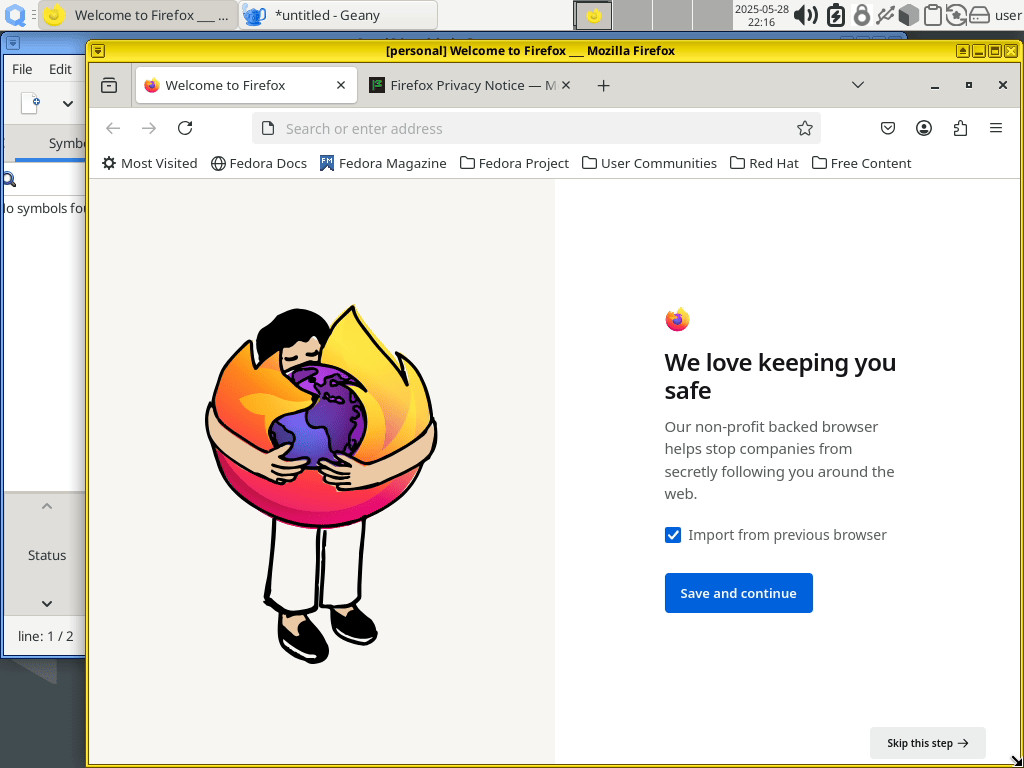 Welcome to Firefox ___ ...
*untitled - Geany
2025-05-28
22:16
user
[personal] Welcome to Firefox ___ Mozilla Firefox
File Edit
Welcome to Firefox
Firefox Privacy Notice — M
Search or enter address
Most Visited
Fedora Docs
Fedora Magazine
Fedora Project
User Communities
Red Hat
Free Content
We love keeping you
safe
Our non-profit backed browser
helps stop companies from
secretly following you around the
web.
Import from previous browser
Save and continue
Skip this step
Symbo
No symbols fou
Status
line: 1 / 2